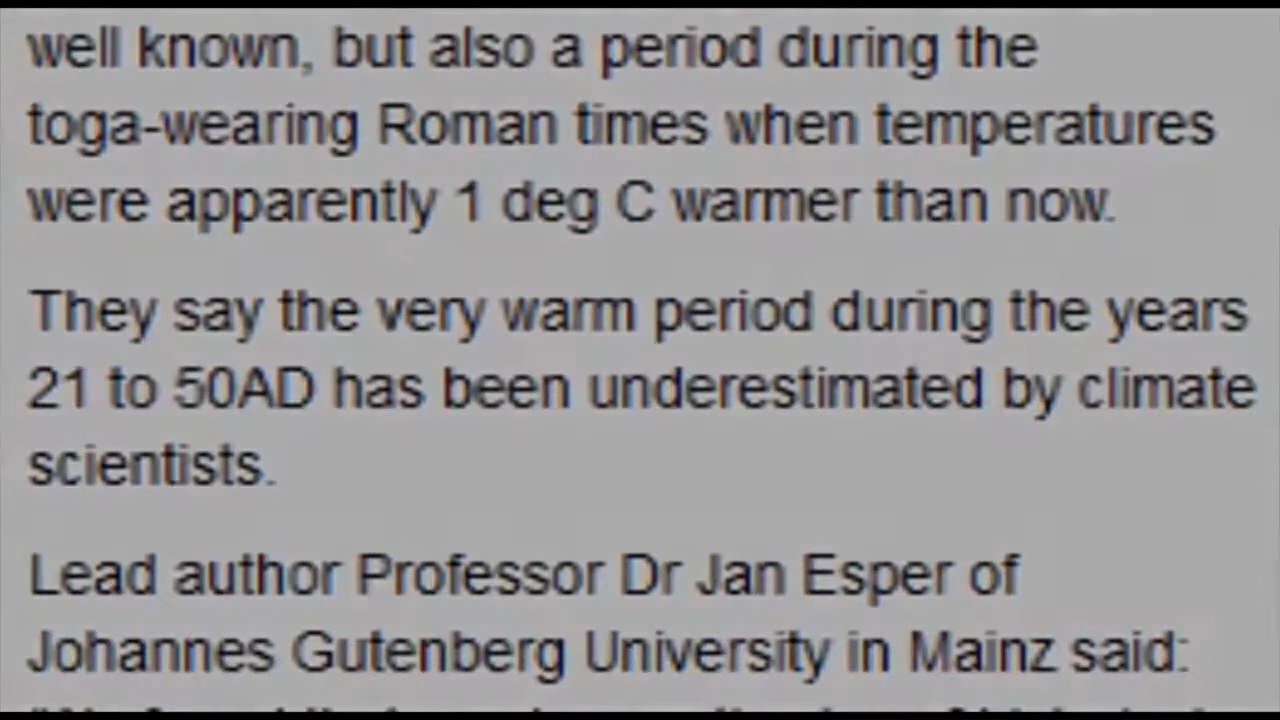 well known, but also a period during the
toga-wearing Roman times when temperatures
were apparently 1 deg C warmer than now.
They say the very warm period during the years
21 to 50AD has been underestimated by climate
scientists.
Lead author Professor Dr Jan Esper of
Johannes Gutenberg University in Mainz said: